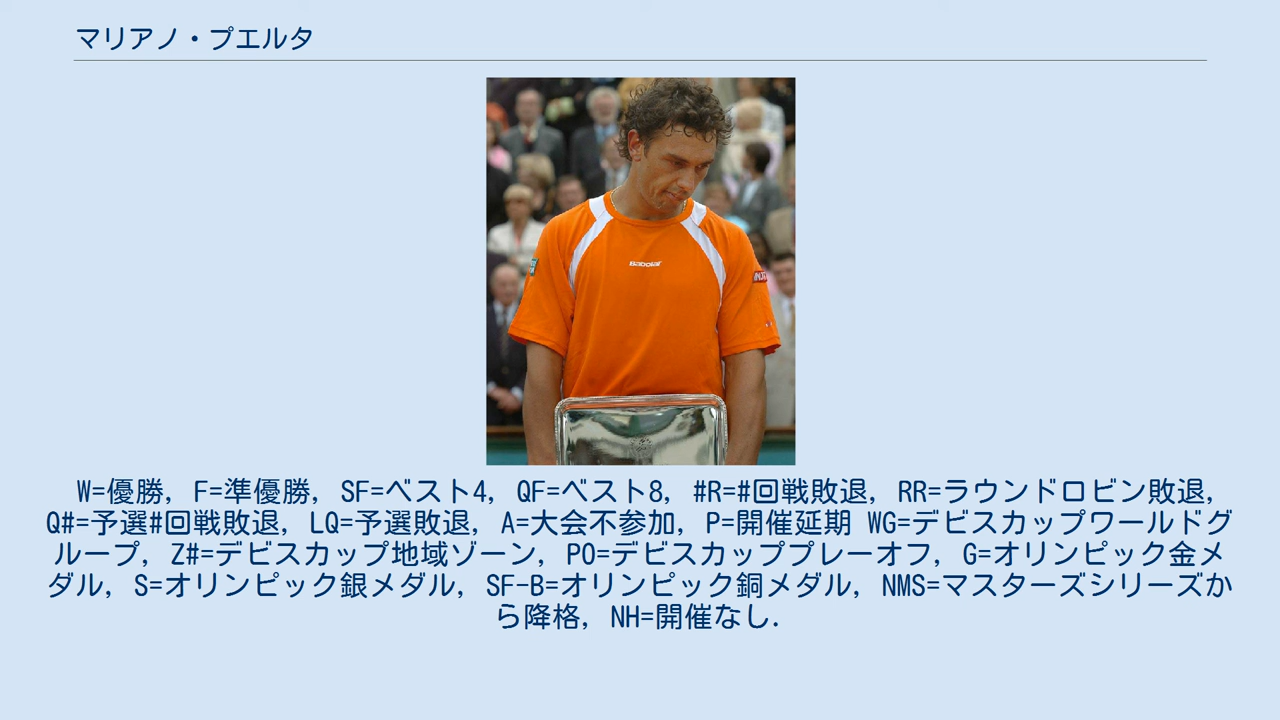 マリアノ・プエルタ
Babolat
W=優勝, F=準優勝, SF=ベスト4, QF=ベスト8, #R=#回戦敗退, RR=ラウンドロビン敗退,
Q#=予選#回戦敗退, LQ=予選敗退, A=大会不参加, P=開催延期 WG=デビスカップワールドグ
ループ, Z#=デビスカップ地域ゾーン, PO=デビスカッププレーオフ, G=オリンピック金メ
ダル, S=オリンピック銀メダル, SF-B=オリンピック銅メダル, NMS=マスターズシリーズか
ら降格, NH=開催なし.